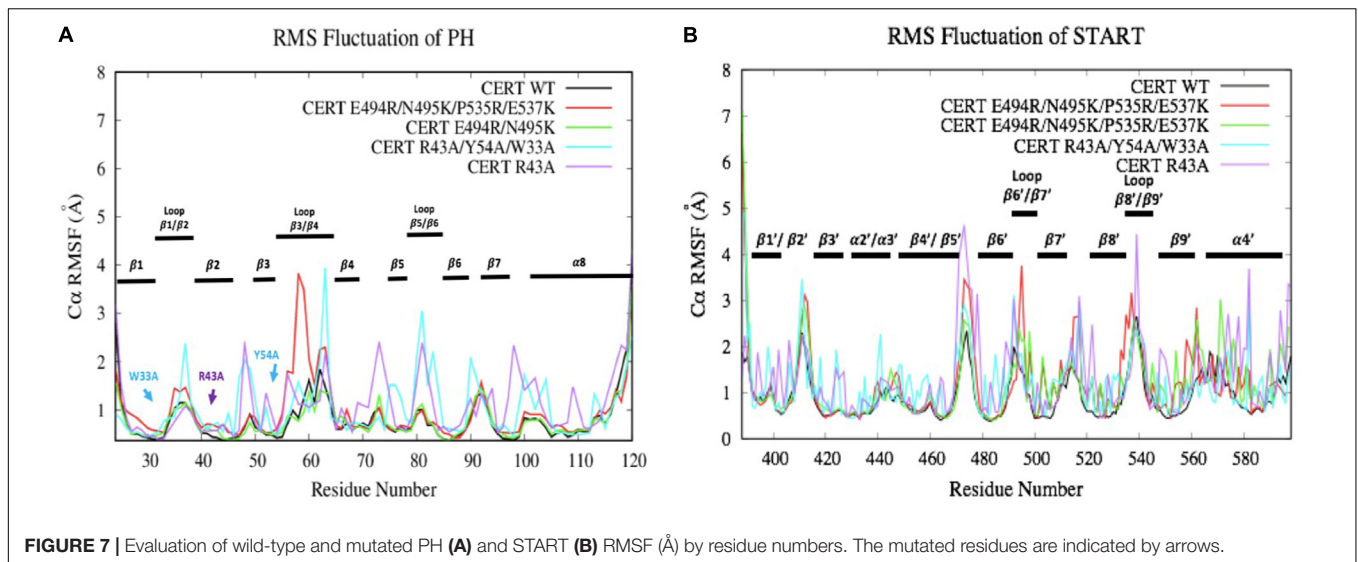 A
RMS Fluctuation of PH
8
7
6
5
4
3
2
1
Cα RMSF (Å)
CERT WT
CERT E494R/N495K/P535R/E537K
CERT E494R/N495K
CERT R43A/Y54A/W33A
CERT R43A
Loop
β1/β2
Loop
β3/β4
Loop
β5/β6
β1
β2
β3
β4
β5
β6
β7
α8
W33A
R43A
Y54A
30 40 50 60 70 80 90 100 110 120
Residue Number
B
RMS Fluctuation of START
8
7
6
5
4
3
2
1
0
Cα RMSF (Å)
CERT WT
CERT E494R/N495K/P535R/E537K
CERT E494R/N495K/P535R/E537K
CERT R43A/Y54A/W33A
CERT R43A
Loop
β6'/β7'
Loop
β8'/β9'
β1'/ β2'
β3'
α2'/α3'
β4'/ β5'
β6'
β7'
β8'
β9'
α4'
400 420 440 460 480 500 520 540 560 580
Residue Number
FIGURE 7 | Evaluation of wild-type and mutated PH (A) and START (B) RMSF (Å) by residue numbers. The mutated residues are indicated by arrows.